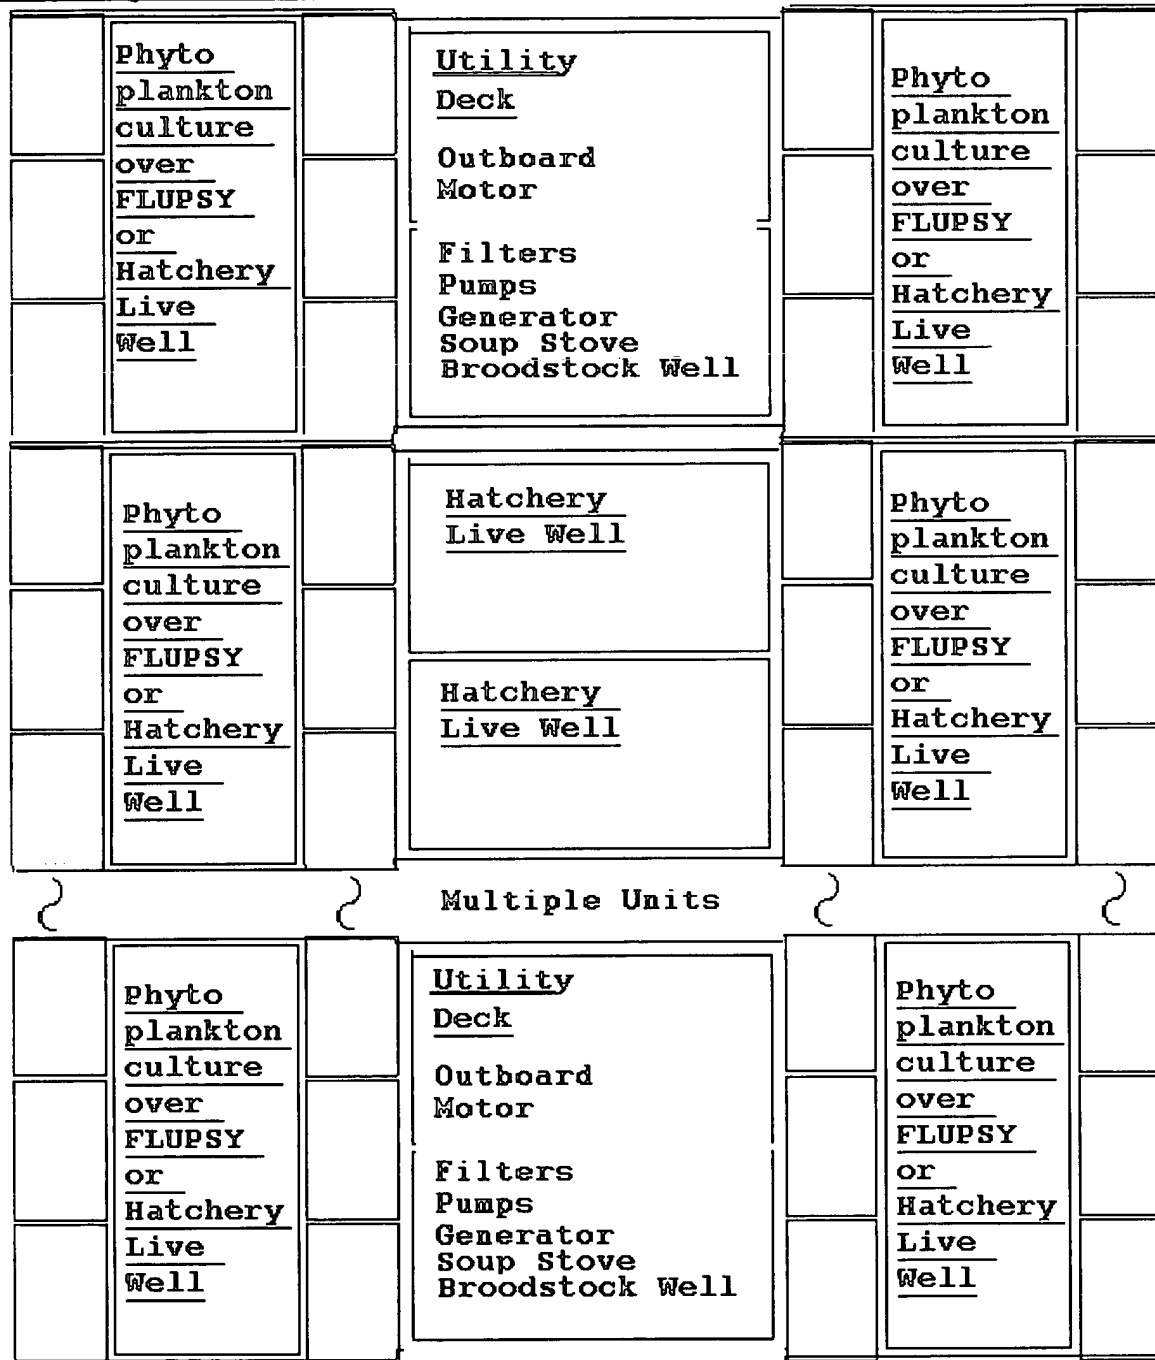 Phyto
plankton
culture
over
FLUPSY
or
Hatchery
Live
Well
Utility
Deck
Outboard
Motor
Filters
Pumps
Generator
Soup Stove
Broodstock Well
Phyto
plankton
culture
over
FLUPSY
or
Hatchery
Live
Well
Phyto
plankton
culture
over
FLUPSY
or
Hatchery
Live
Well
Hatchery
Live Well
Hatchery
Live Well
Phyto
plankton
culture
over
FLUPSY
or
Hatchery
Live
Well
Multiple Units
Phyto
plankton
culture
over
FLUPSY
or
Hatchery
Live
Well
Utility
Deck
Outboard
Motor
Filters
Pumps
Generator
Soup Stove
Broodstock Well
Phyto
plankton
culture
over
FLUPSY
or
Hatchery
Live
Well